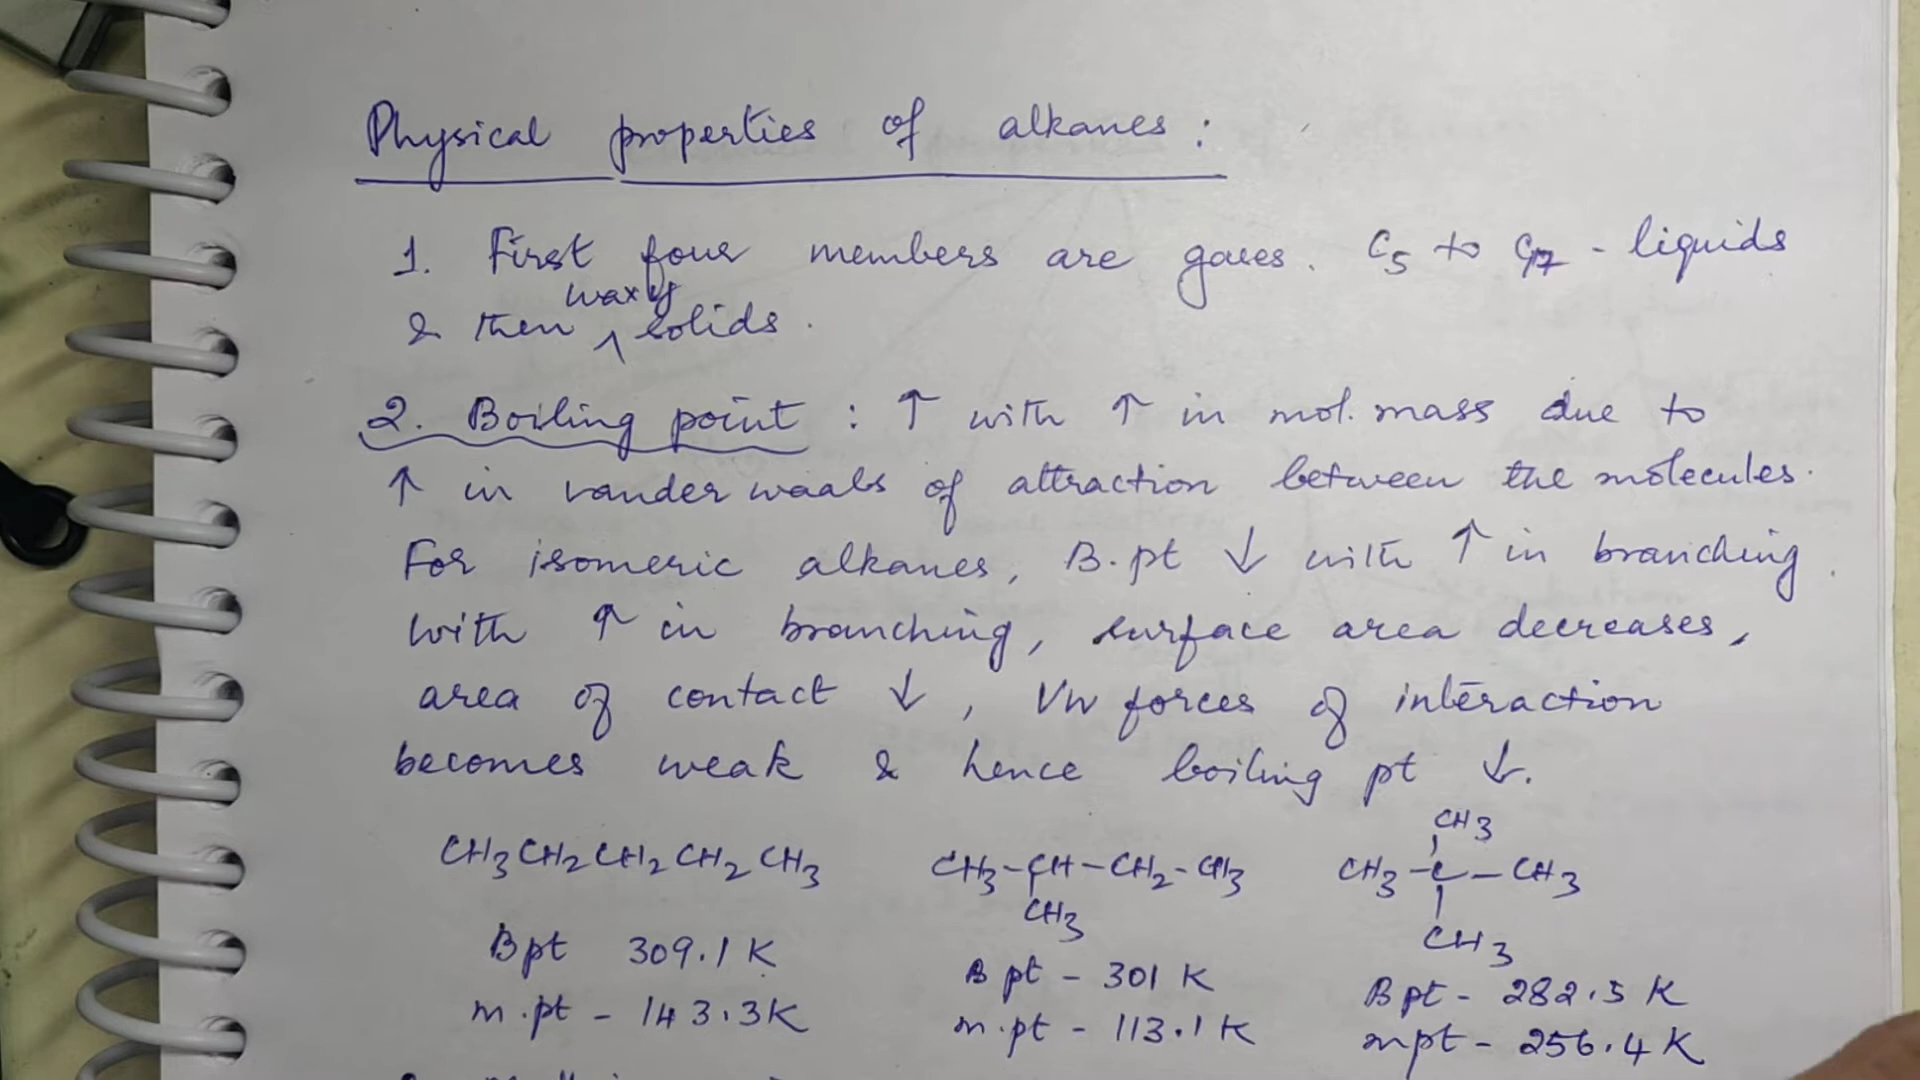 Physical properties of alkanes :
1. First four members are gases. C5 to C17 - liquids
waxy
& then ^ solids.
2. Boiling point : ↑ with ↑ in mol. mass due to
↑ in vander waals of attraction between the molecules.
For isomeric alkanes, B.pt ↓ with ↑ in branching.
With ↑ in branching, surface area decreases,
area of contact ↓, VW forces of interaction
becomes weak & hence boiling pt ↓.
CH3
CH3CH2CH2CH2CH3 CH3-CH-CH2-CH3 CH3-C-CH3
CH3 CH3
Bpt 309.1 K B pt - 301 K Bpt - 282.5 K
m.pt - 143.3K m.pt - 113.1 K mpt - 256.4 K